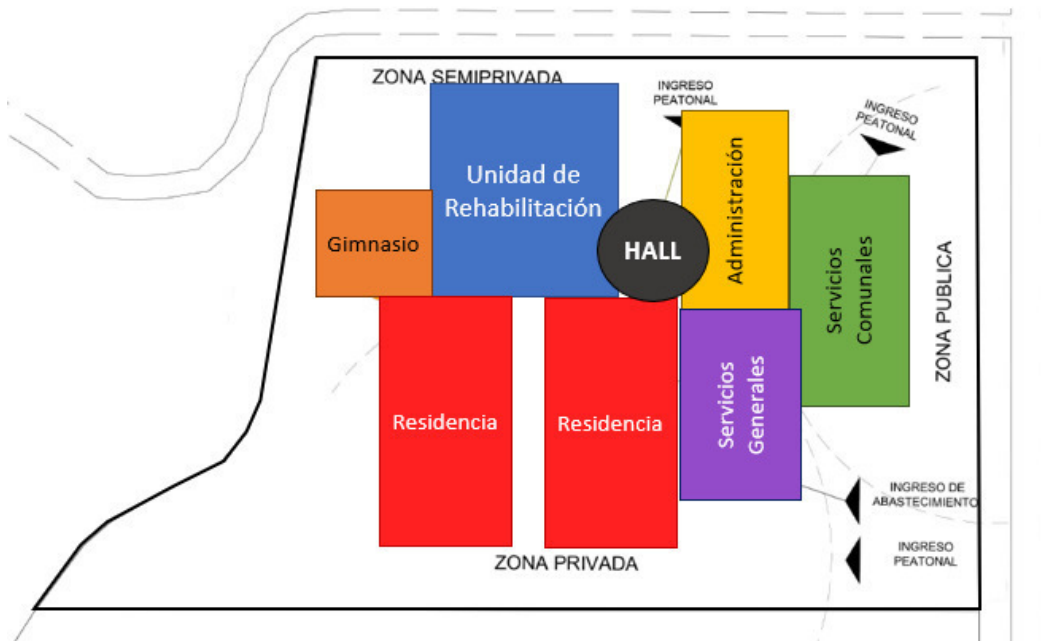 ZONA SEMIPRIVADA
INGRESO
PEATONAL
INGRESO
PEATONAL
Unidad de
Rehabilitación
Administración
Gimnasio
HALL
Servicios
Comunales
ZONA PUBLICA
Residencia
Residencia
Servicios
Generales
INGRESO DE
ABASTECIMIENTO
INGRESO
PEATONAL
ZONA PRIVADA